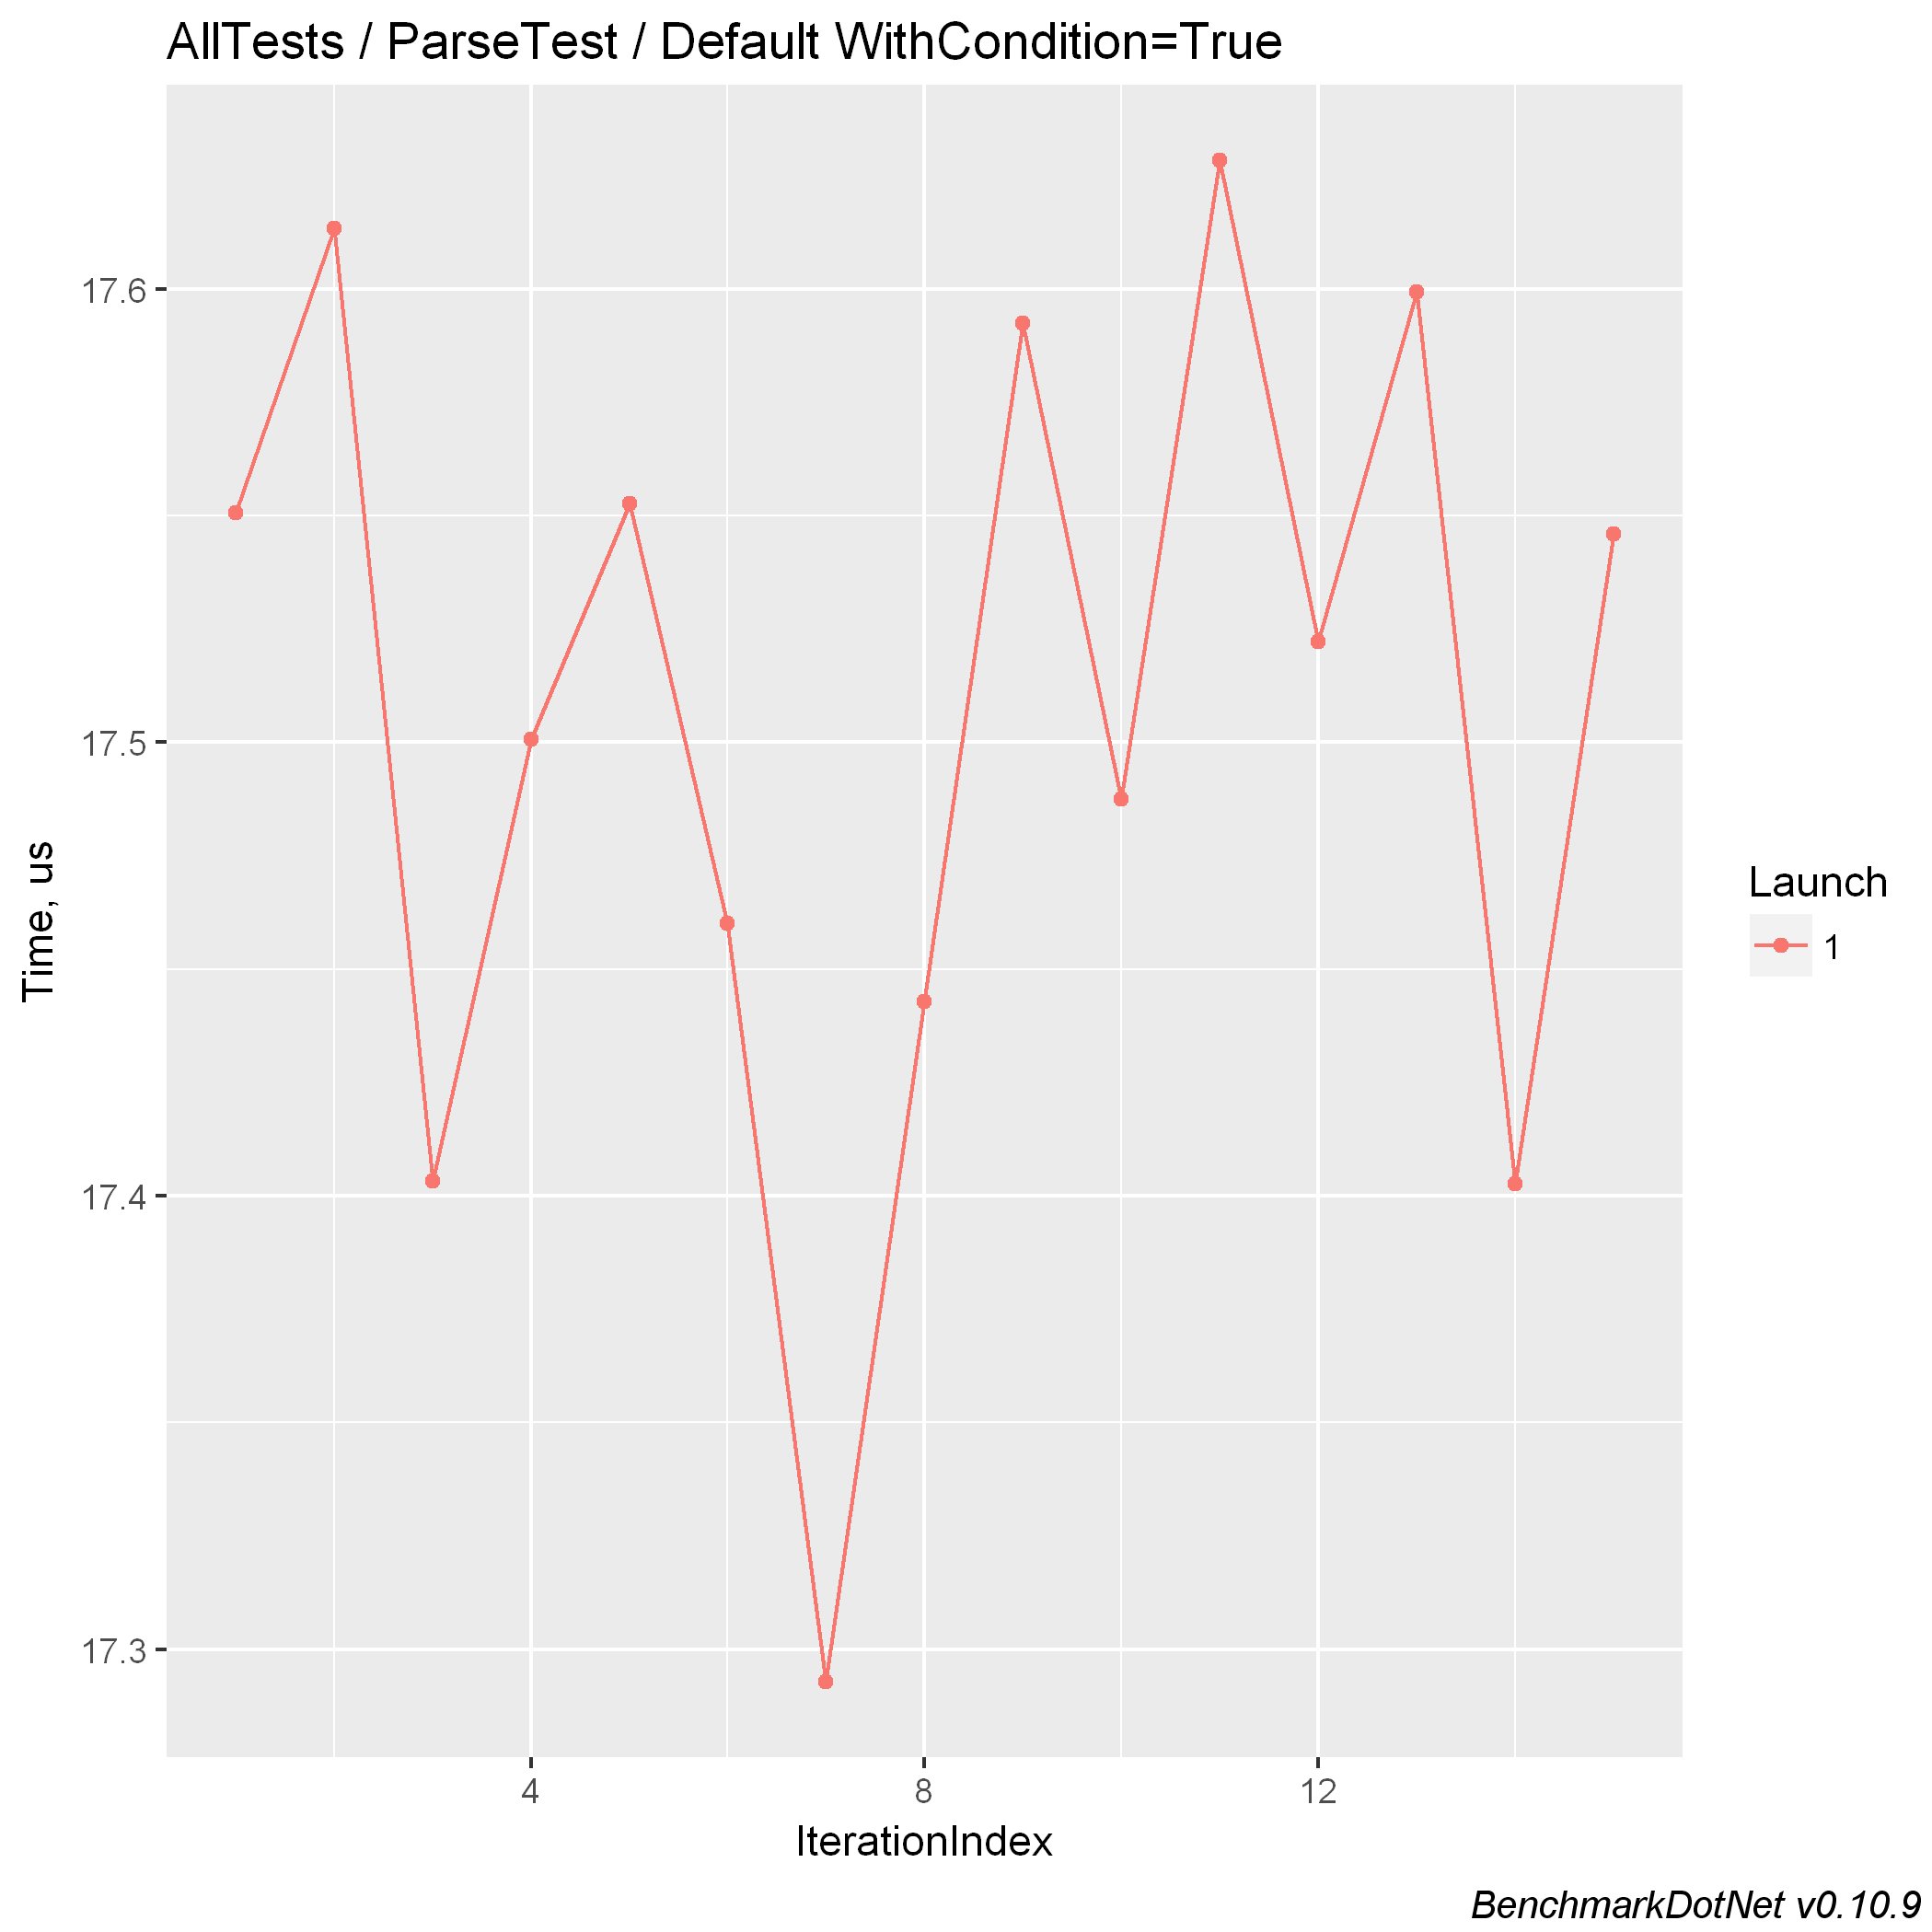 AllTests / ParseTest / Default WithCondition=True
17.6
17.5
17.4
17.3
Time, us
4 8 12
IterationIndex
Launch
1
BenchmarkDotNet v0.10.9